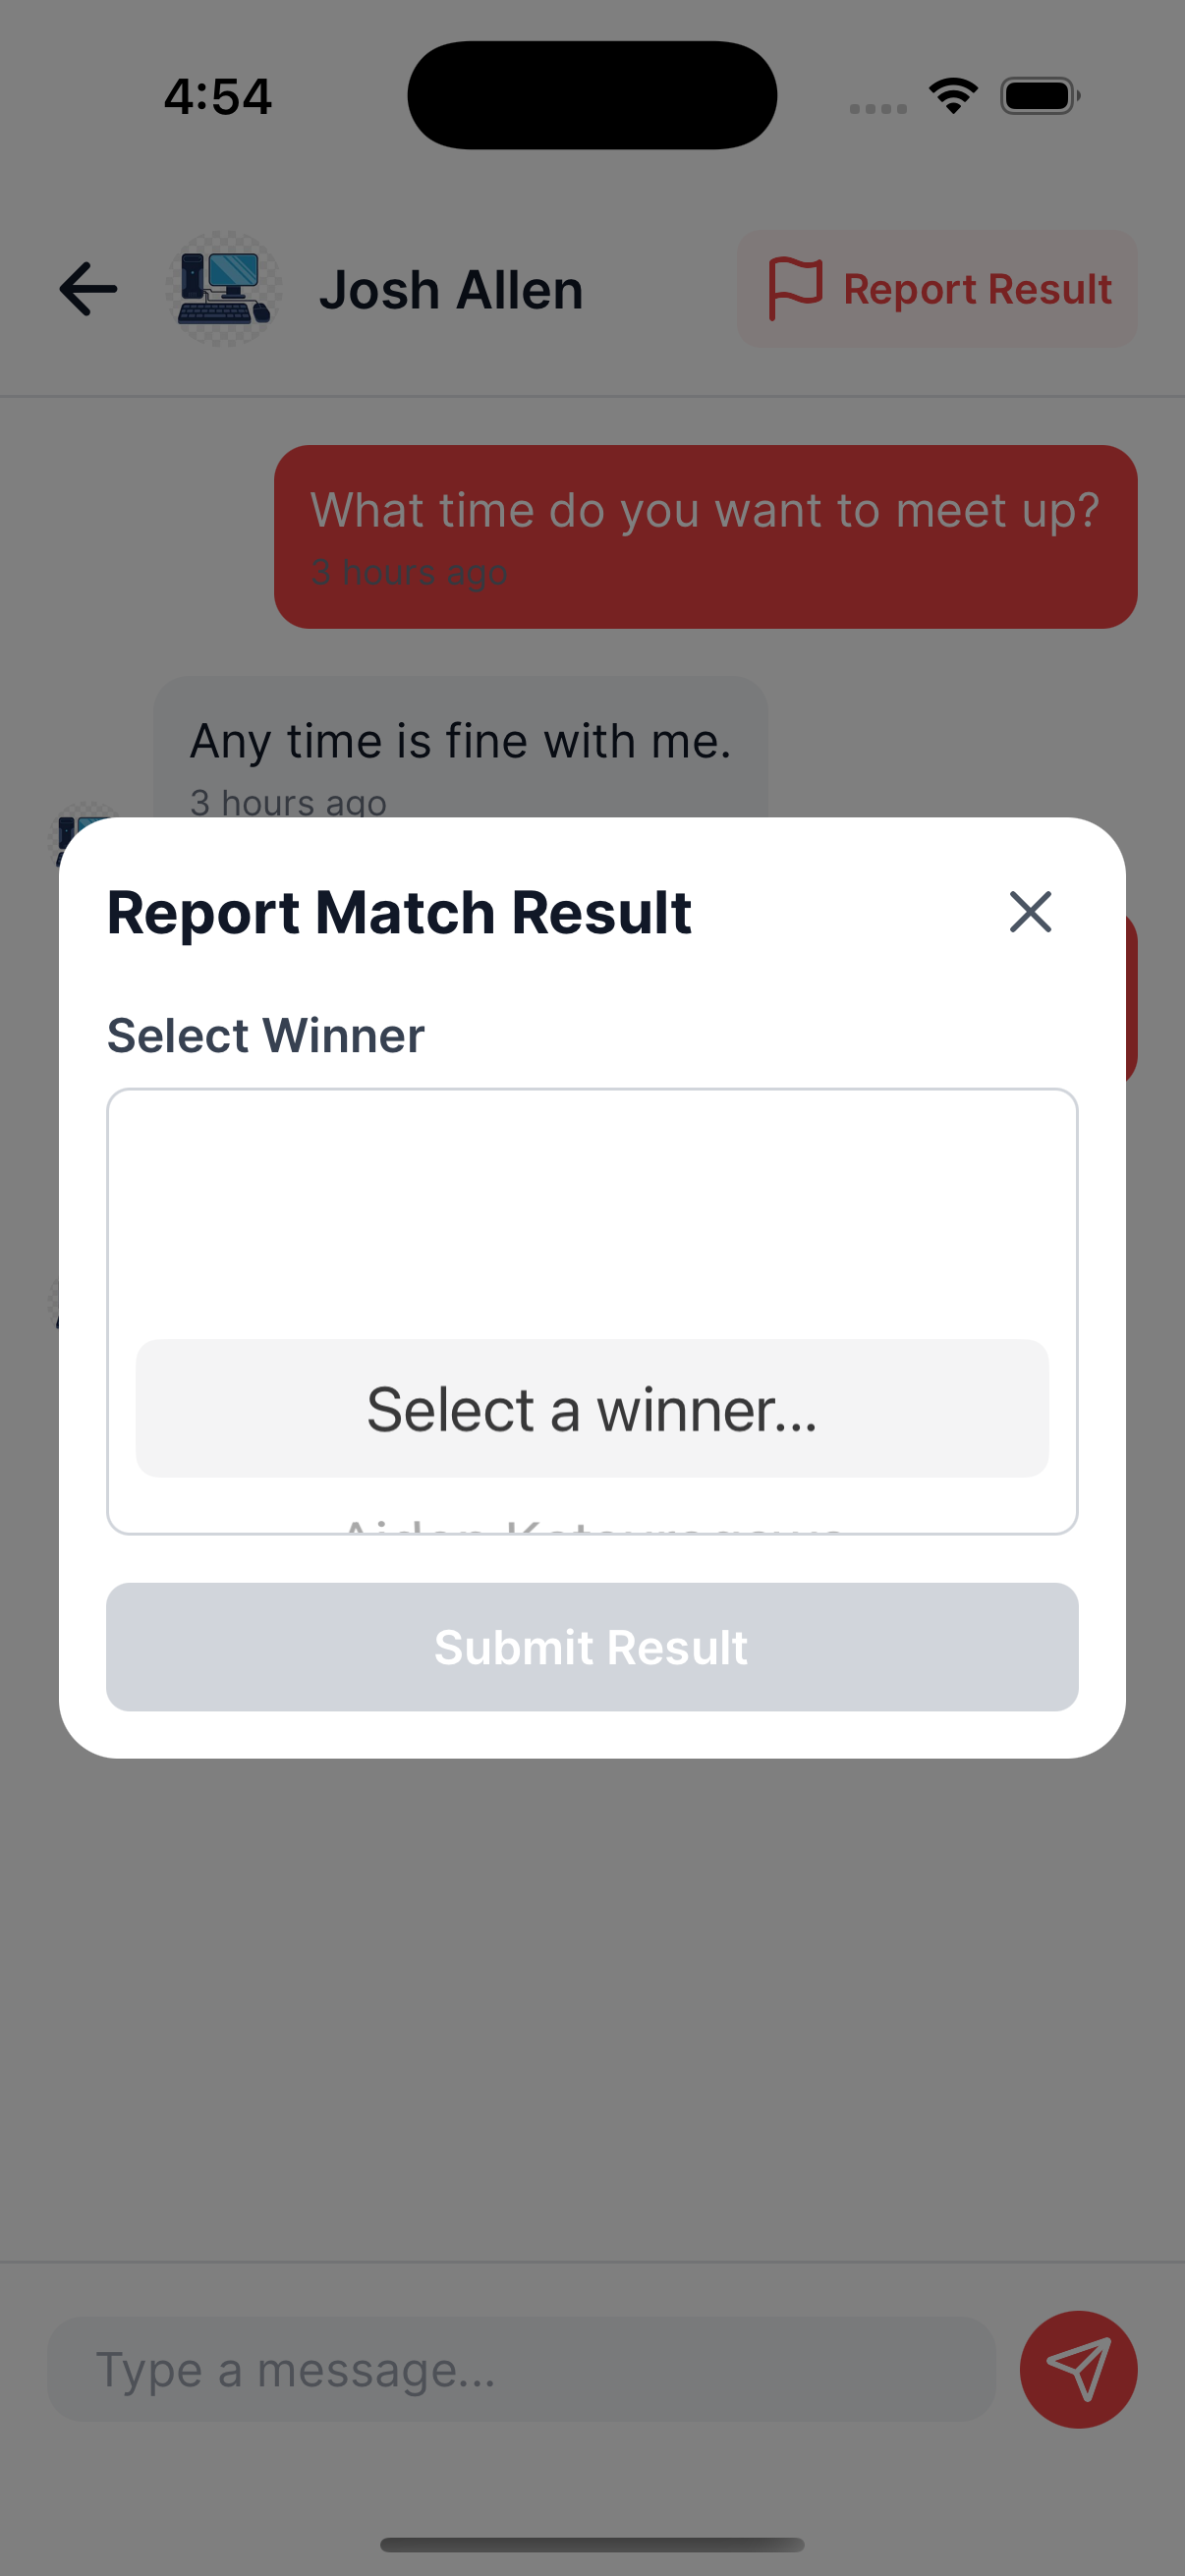 4:54
Josh Allen
Report Result
What time do you want to meet up?
3 hours ago
Any time is fine with me.
3 hours ago
Report Match Result
Select Winner
Select a winner...
Submit Result
Type a message...